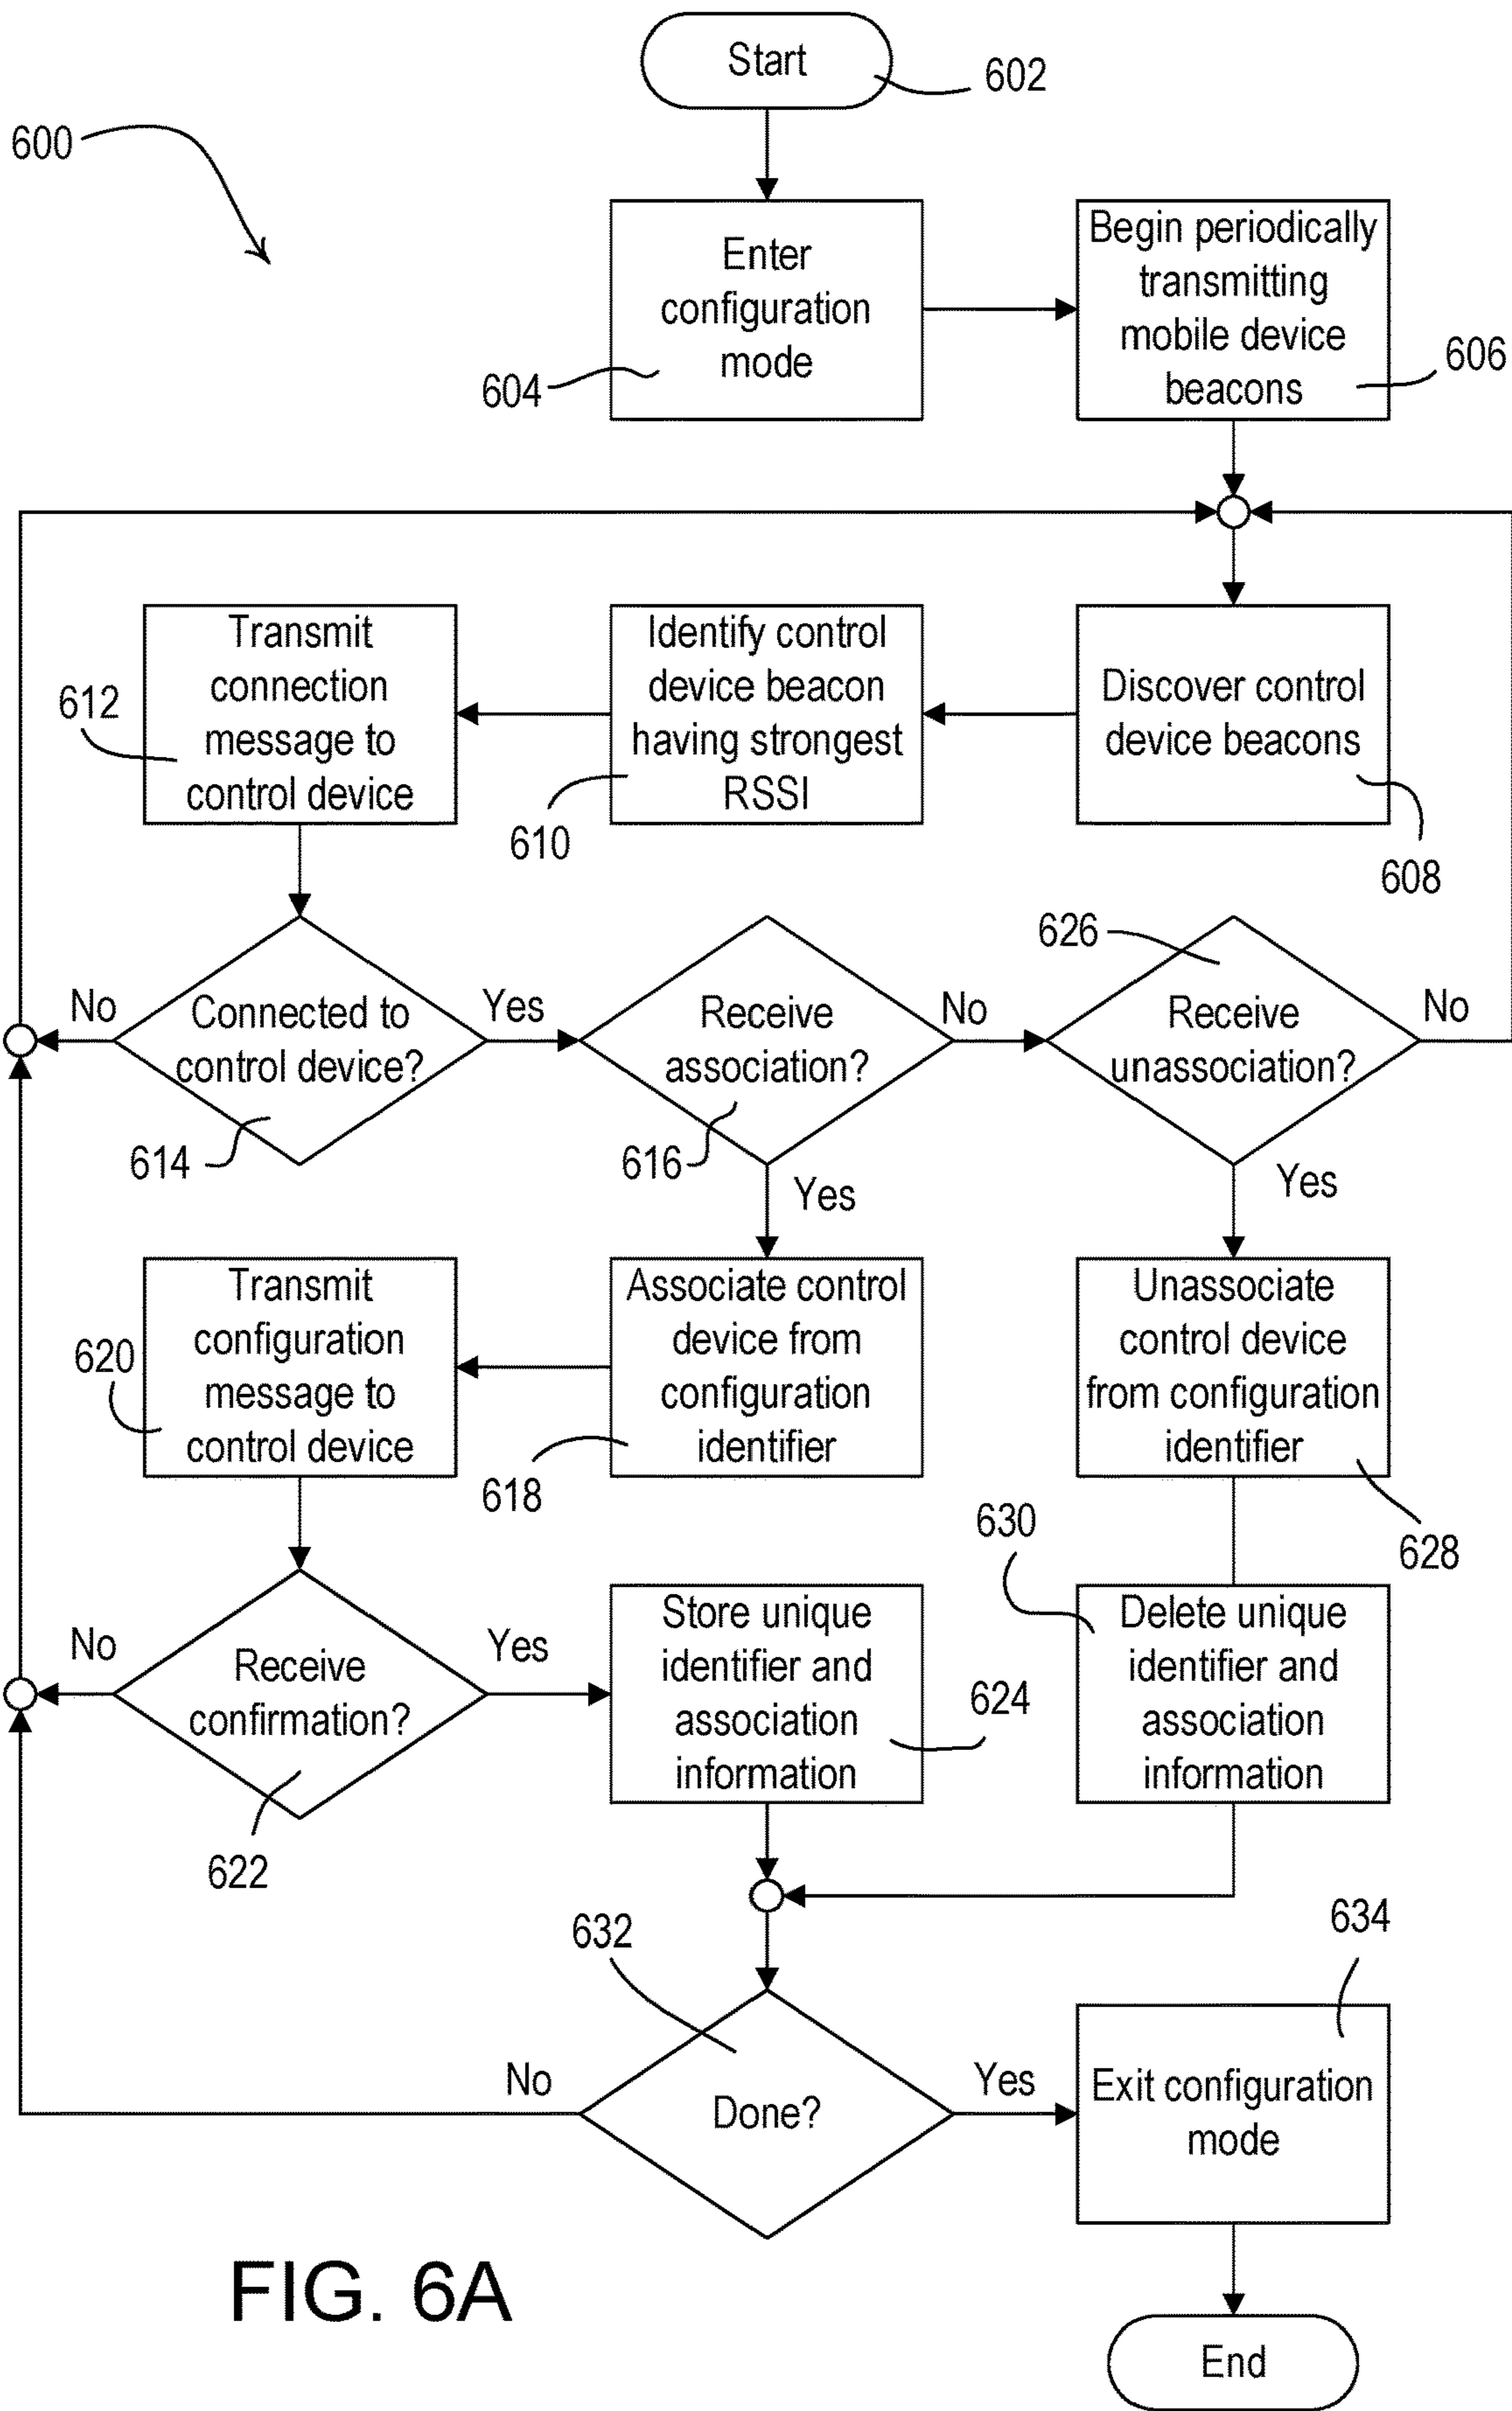 Start
602
600
Enter
configuration
mode
604
Begin periodically
transmitting
mobile device
beacons
606
Transmit
connection
message to
control device
612
Identify control
device beacon
having strongest
RSSI
610
Discover control
device beacons
608
No
Connected to
control device?
614
Yes
Receive
association?
616
No
Yes
626
Receive
unassociation?
No
Yes
Transmit
configuration
message to
control device
620
Associate control
device from
configuration
identifier
618
Unassociate
control device
from configuration
identifier
628
630
No
Receive
confirmation?
622
Yes
Store unique
identifier and
association
information
624
Delete unique
identifier and
association
information
632
634
No
Done?
Yes
Exit configuration
mode
FIG. 6A
End